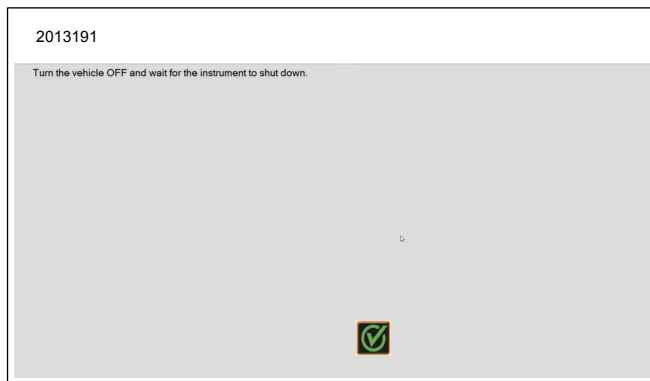 2013191
Turn the vehicle OFF and wait for the instrument to shut down.